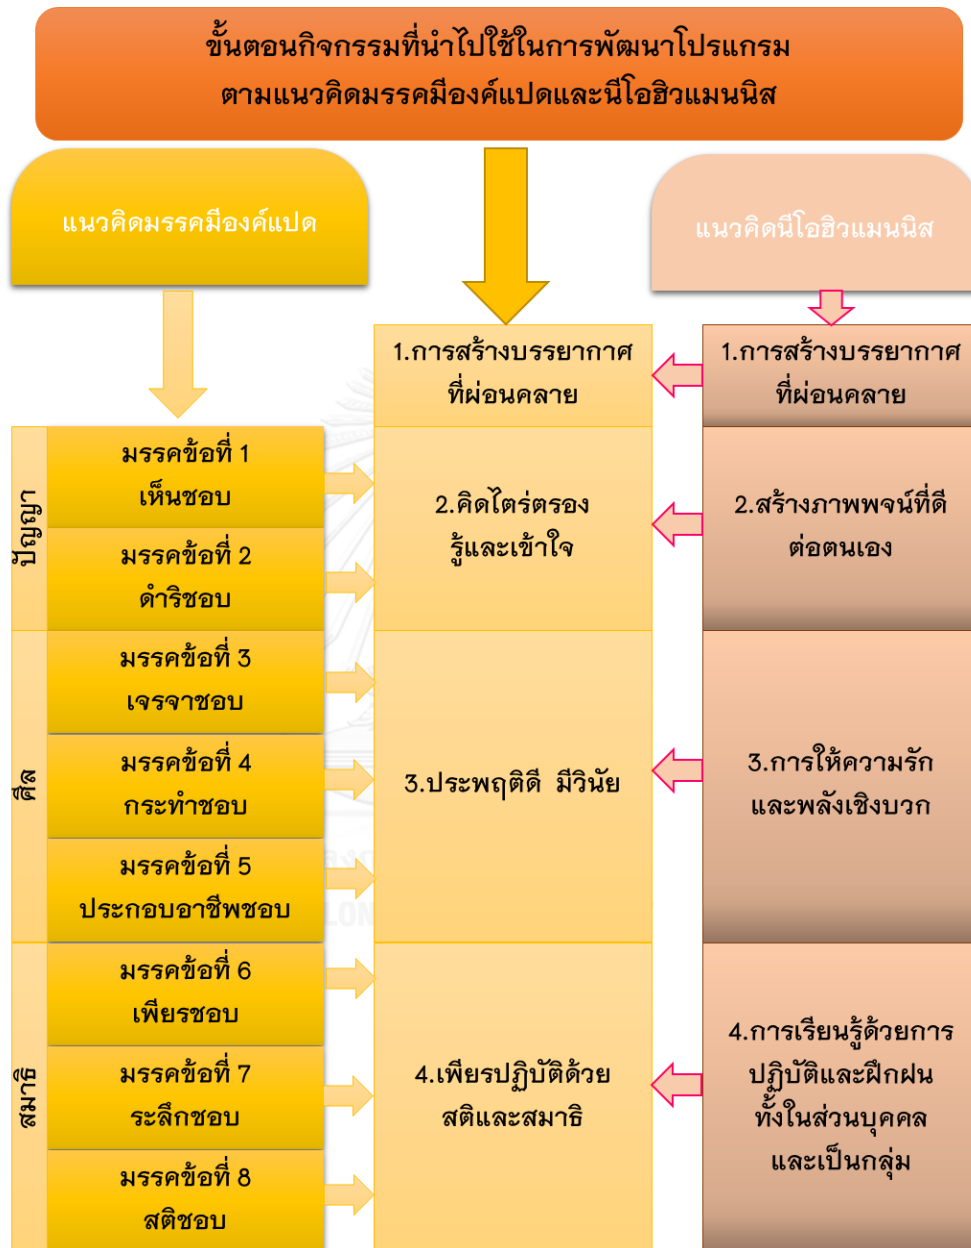 ขั้นตอนกิจกรรมที่นำไปใช้ในการพัฒนาโปรแกรม
ตามแนวคิดมรรคมีองค์แปดและนีโอฮิวแมนนิส
แนวคิดมรรคมีองค์แปด
แนวคิดนีโอฮิวแมนนิส
ปัญญา
มรรคข้อที่ 1
เห็นชอบ
มรรคข้อที่ 2
ดำริชอบ
ศีล
มรรคข้อที่ 3
เจรจาชอบ
มรรคข้อที่ 4
กระทำชอบ
มรรคข้อที่ 5
ประกอบอาชีพชอบ
สมาธิ
มรรคข้อที่ 6
เพียรชอบ
มรรคข้อที่ 7
ระลึกชอบ
มรรคข้อที่ 8
สติชอบ
1.การสร้างบรรยากาศ
ที่ผ่อนคลาย
2.คิดไตร่ตรอง
รู้และเข้าใจ
3.ประพฤติดี มีวินัย
4.เพียรปฏิบัติด้วย
สติและสมาธิ
1.การสร้างบรรยากาศ
ที่ผ่อนคลาย
2.สร้างภาพพจน์ที่ดี
ต่อตนเอง
3.การให้ความรัก
และพลังเชิงบวก
4.การเรียนรู้ด้วยการ
ปฏิบัติและฝึกฝน
ทั้งในส่วนบุคคล
และเป็นกลุ่ม